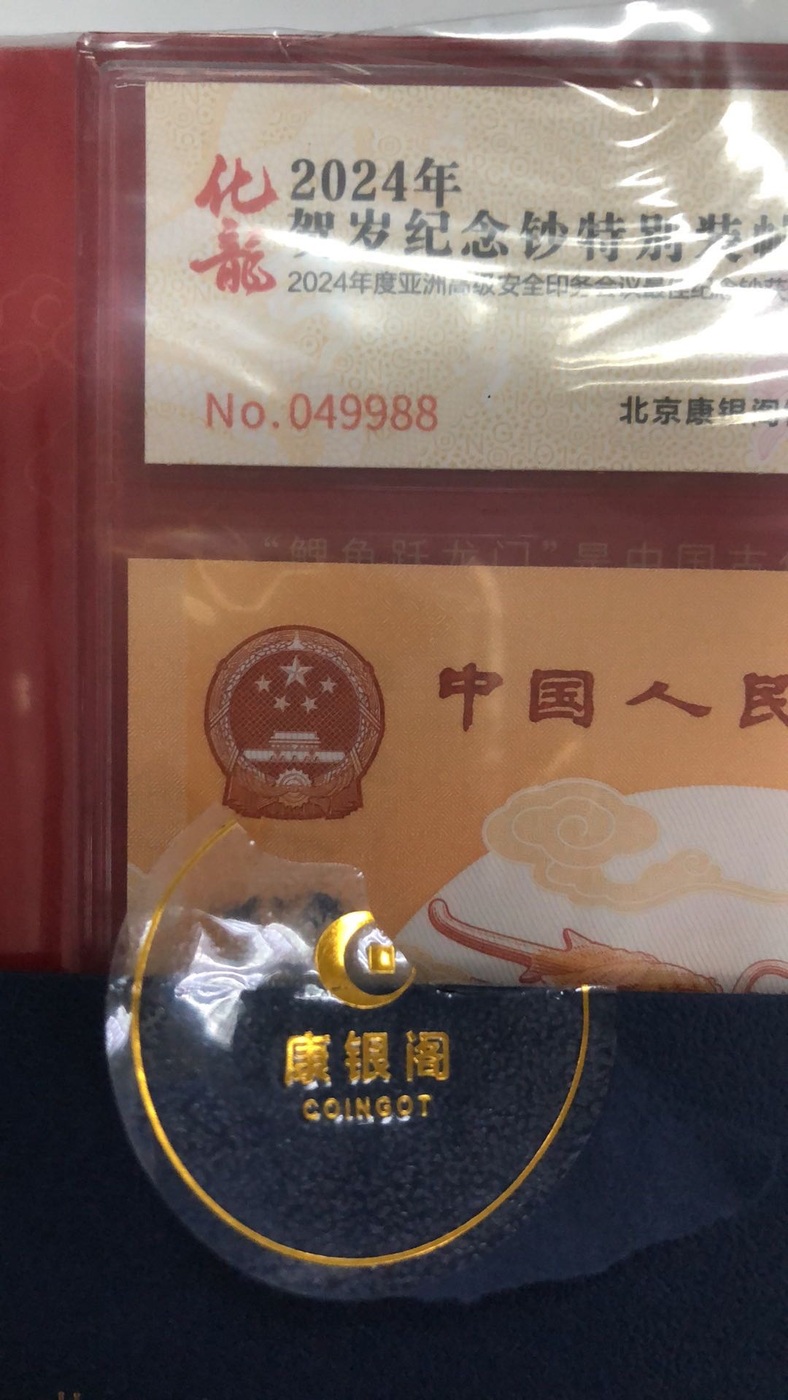 化龍
2024年
贺岁纪念钞特别装帧
2024年度亚洲高级安全印务会议最佳纪念钞获
No.049988
北京康银阁
“鲤鱼跃龙门”是中国古
中国人民
康银阁
COINGOT